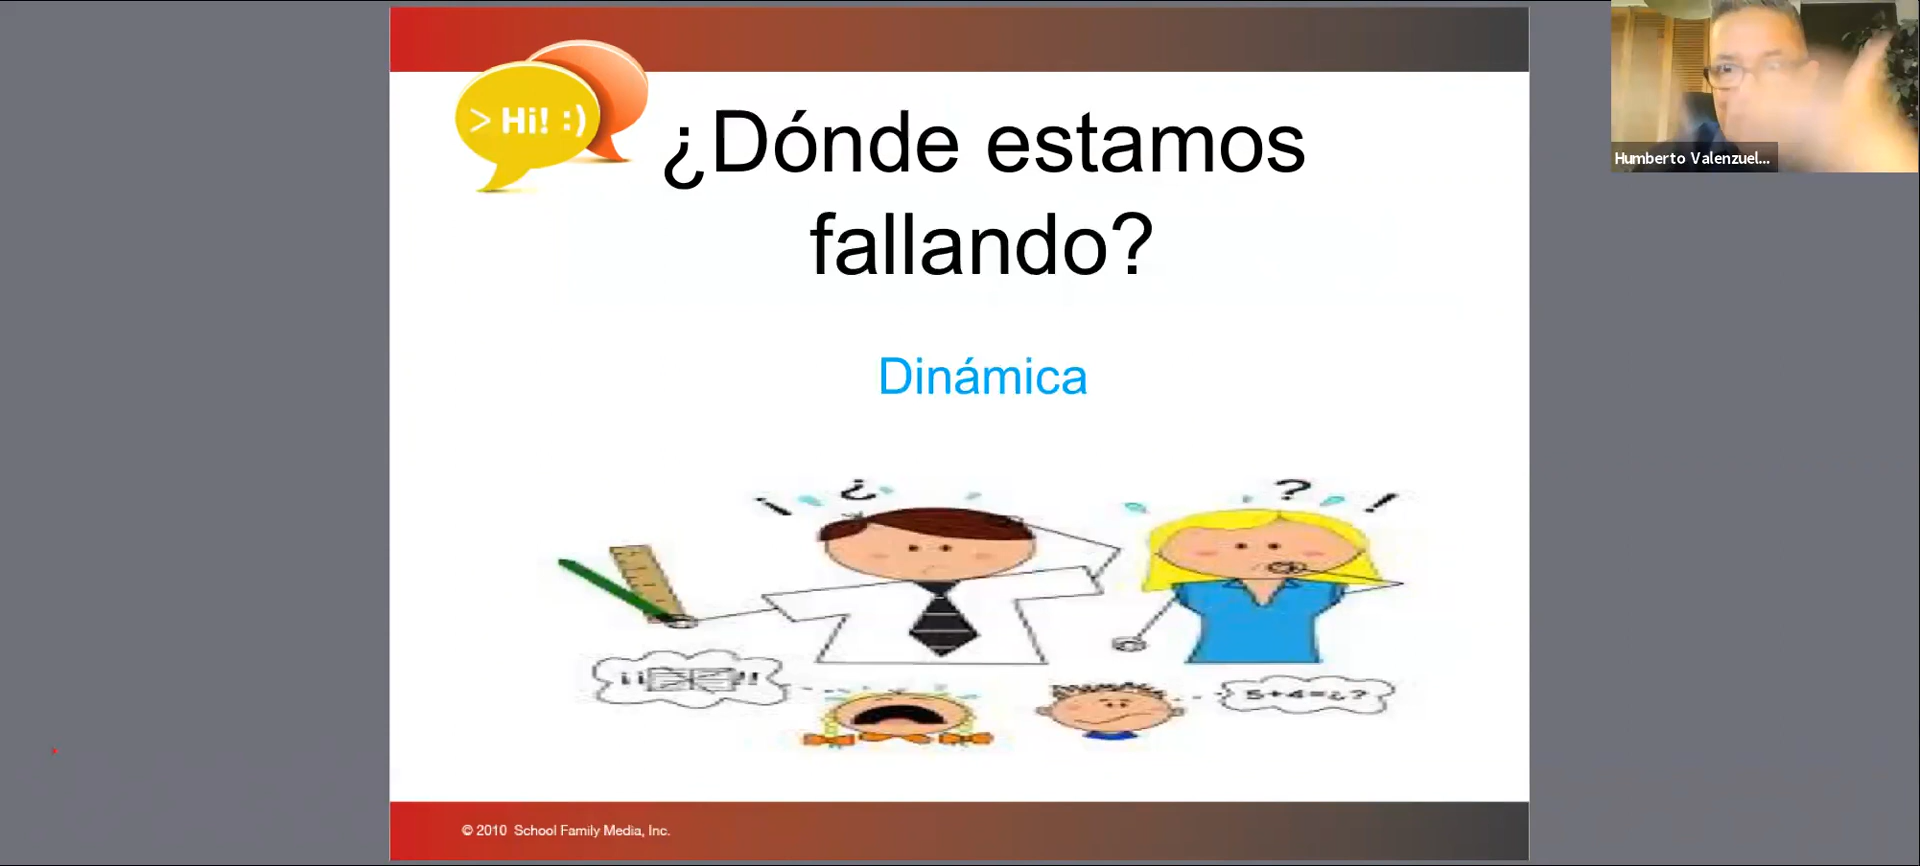 > Hi! :)
¿Dónde estamos
fallando?
Humberto Valenzuel...
Dinámica
¡ ¿
? !
¡¡ !!
5+4=¿?
© 2010 School Family Media, Inc.